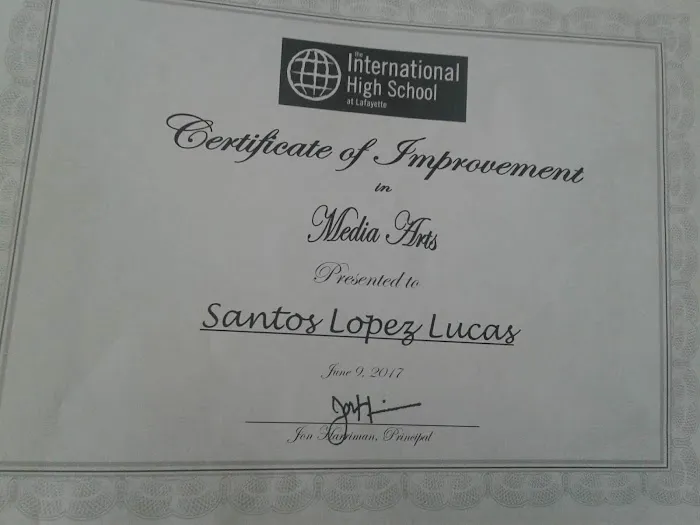 the
International
High School
at Lafayette
Certificate of Improvement
in
Media Arts
Presented to
Santos Lopez Lucas
June 9, 2017
Jon Harriman, Principal